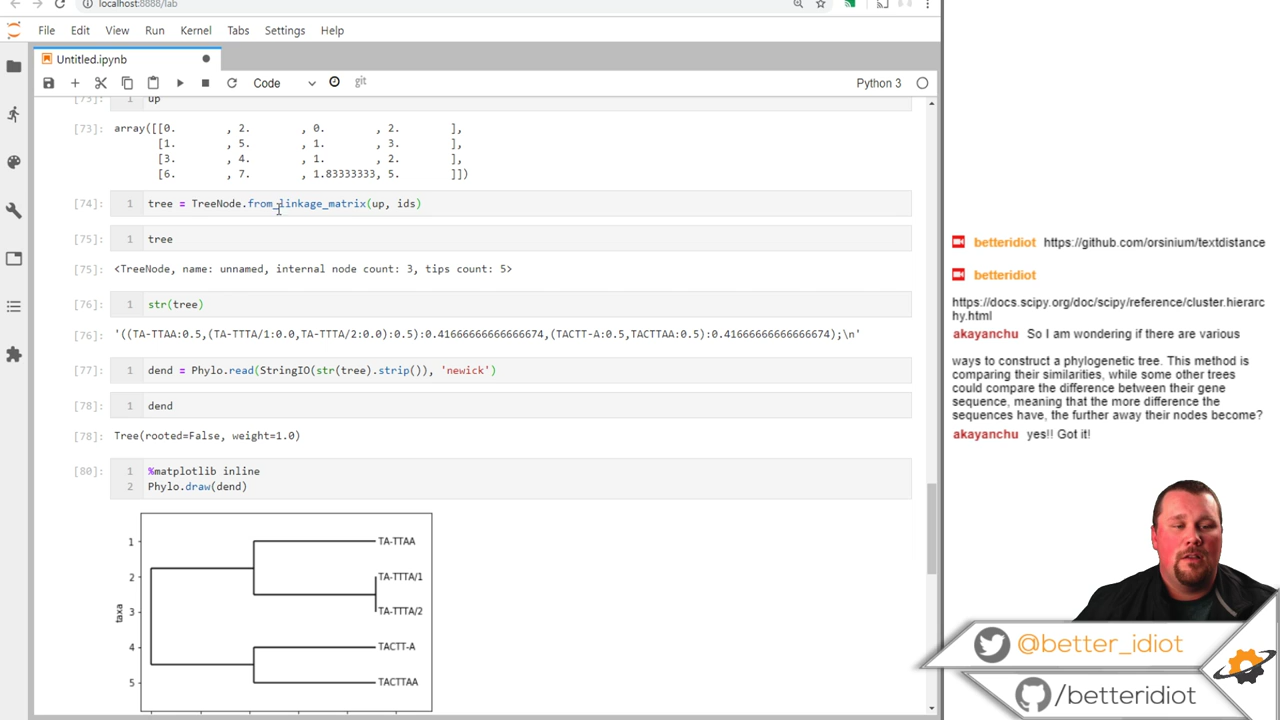 localhost:8888/lab
File Edit View Run Kernel Tabs Settings Help
Untitled.ipynb
Code git Python 3
[73]: 1 up
[73]: array([[0. , 2. , 0. , 2. ],
[1. , 5. , 1. , 3. ],
[3. , 4. , 1. , 2. ],
[6. , 7. , 1.83333333, 5. ]])
[74]: 1 tree = TreeNode.from_linkage_matrix(up, ids)
[75]: 1 tree
[75]: <TreeNode, name: unnamed, internal node count: 3, tips count: 5>
[76]: 1 str(tree)
[76]: '((TA-TTAA:0.5,(TA-TTTA/1:0.0,TA-TTTA/2:0.0):0.5):0.41666666666666674,(TACTT-A:0.5,TACTTAA:0.5):0.41666666666666674);\n'
[77]: 1 dend = Phylo.read(StringIO(str(tree).strip()), 'newick')
[78]: 1 dend
[78]: Tree(rooted=False, weight=1.0)
[80]: 1 %matplotlib inline
2 Phylo.draw(dend)
1 TA-TTAA
2 TA-TTTA/1
taxa
3 TA-TTTA/2
4 TACTT-A
5 TACTTAA
betteridiot https://github.com/orsinium/textdistance
betteridiot
https://docs.scipy.org/doc/scipy/reference/cluster.hierarc
hy.html
akayanchu So I am wondering if there are various
ways to construct a phylogenetic tree. This method is
comparing their similarities, while some other trees
could compare the difference between their gene
sequence, meaning that the more difference the
sequences have, the further away their nodes become?
akayanchu yes!! Got it!
@better_idiot
/betteridiot